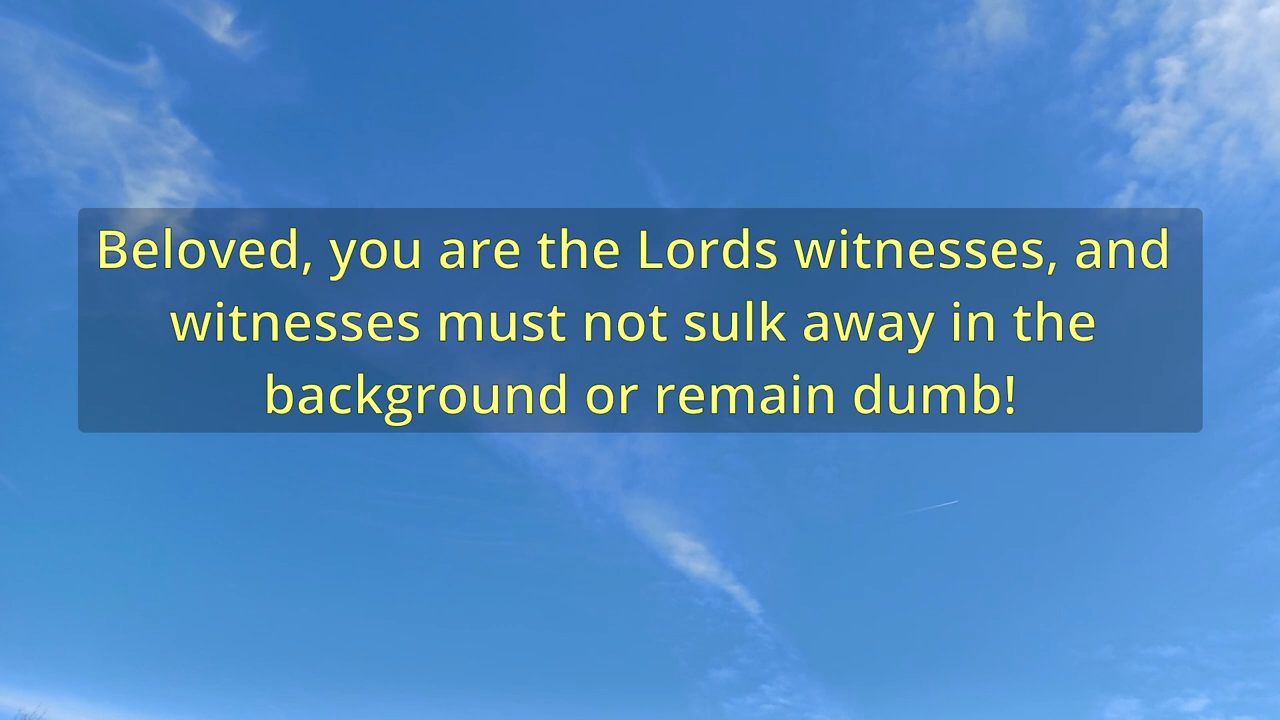 Beloved, you are the Lords witnesses, and
witnesses must not sulk away in the
background or remain dumb!